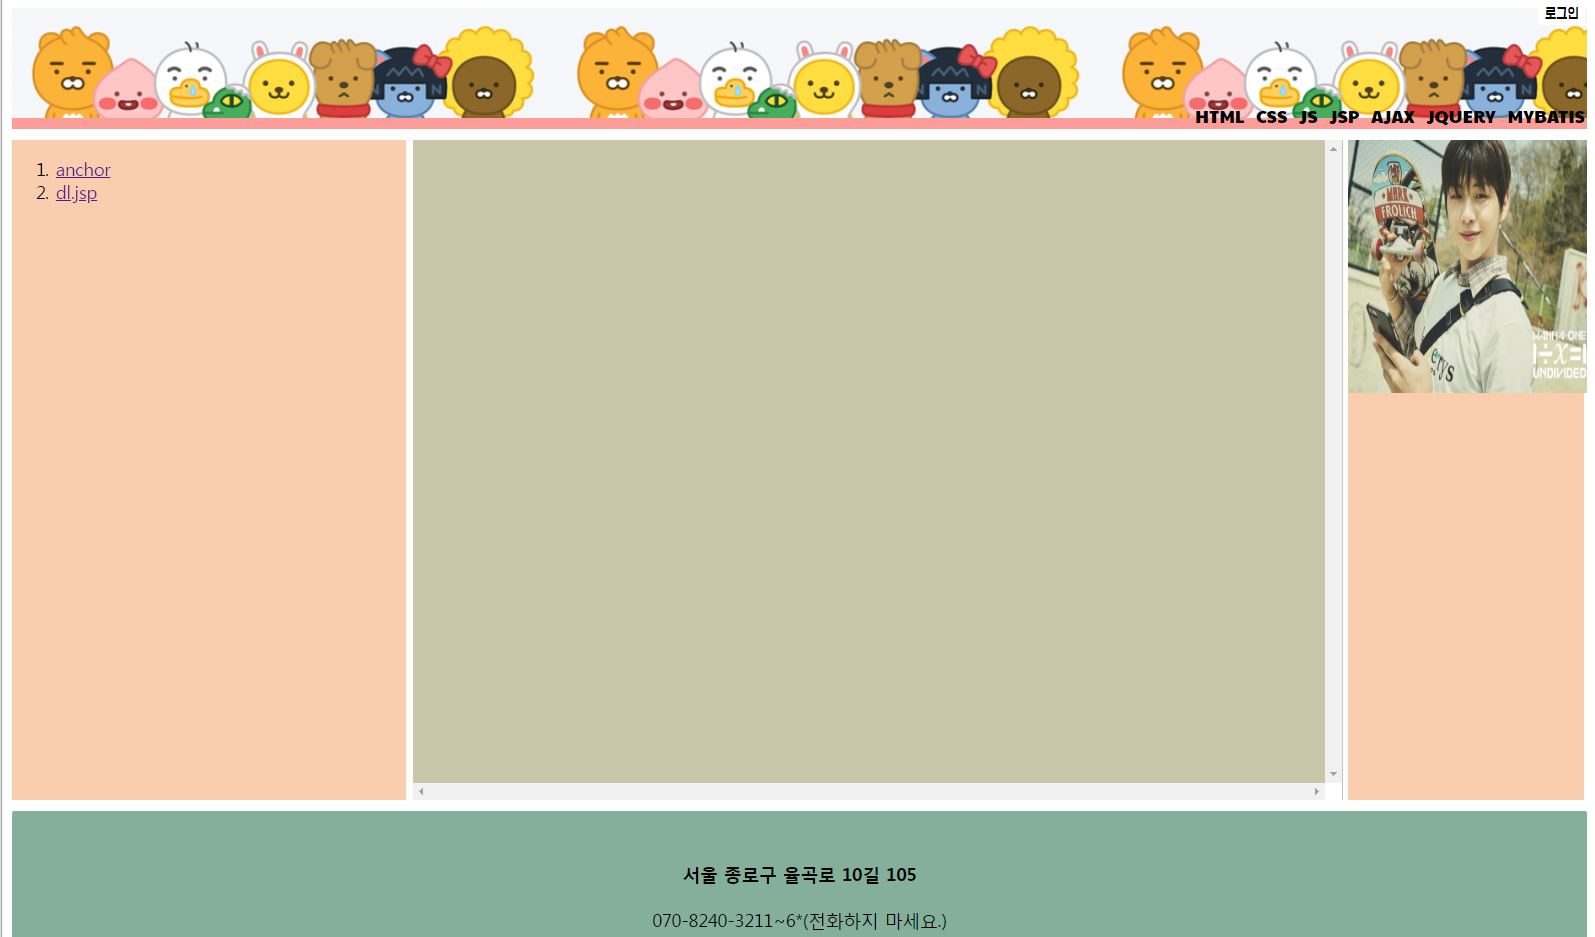 로그인
HTML CSS JS JSP AJAX JQUERY MYBATIS
1. anchor
2. dl.jsp
MARK
FROLICH
WANNA·ONE
1÷x=1
UNDIVIDED
서울 종로구 율곡로 10길 105
070-8240-3211~6*(전화하지 마세요.)